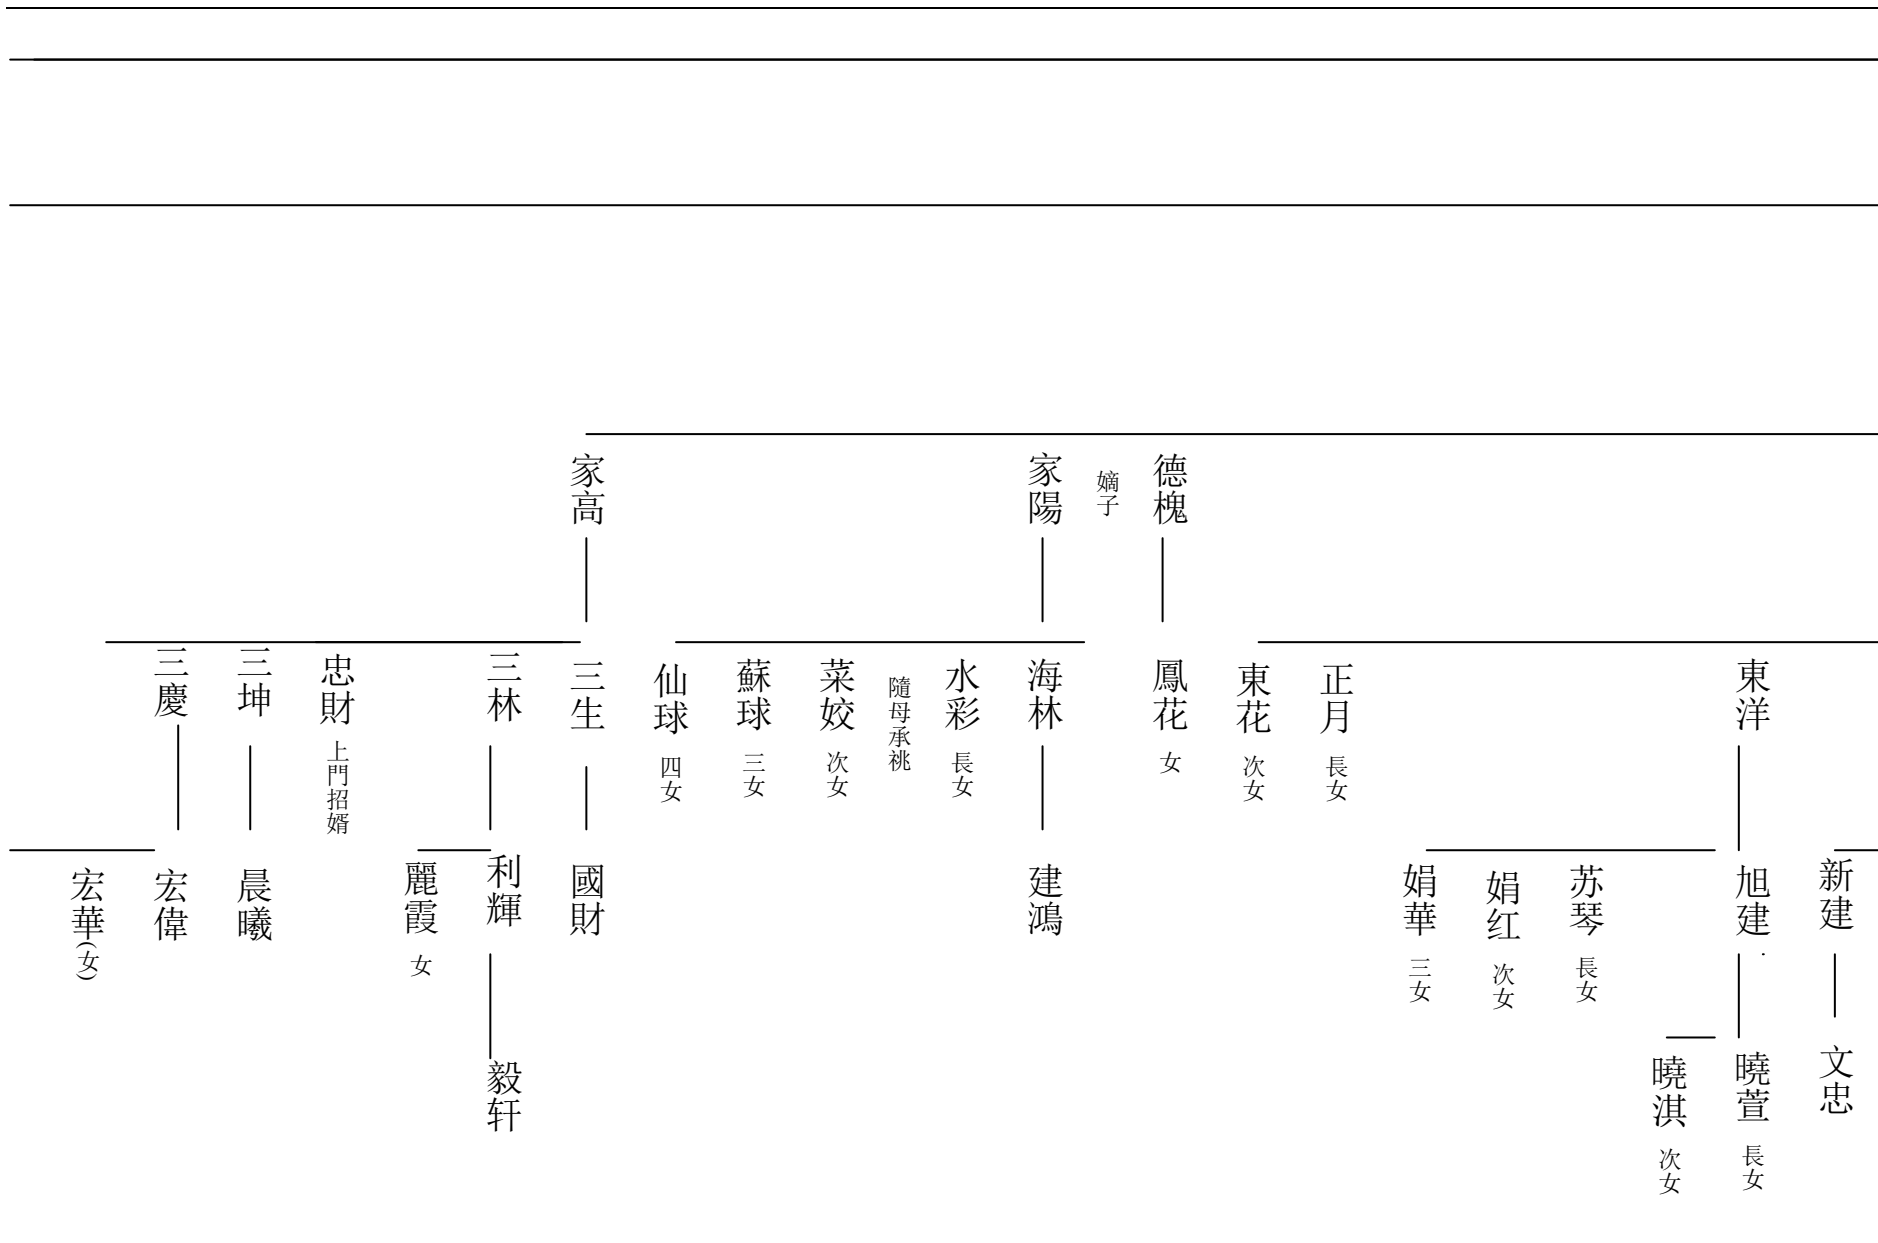 德槐
嫡子
家陽
家高
東洋
正月 長女
東花 次女
鳳花 女
海林
水彩 長女
隨母承祧
菜姣 次女
蘇球 三女
仙球 四女
三生
三林
忠財 上門招婿
三坤
三慶
新建
旭建.
苏琴 長女
娟红 次女
娟華 三女
建鴻
國財
利輝
麗霞 女
晨曦
宏偉
宏華(女)
文忠
曉萱 長女
曉淇 次女
毅轩